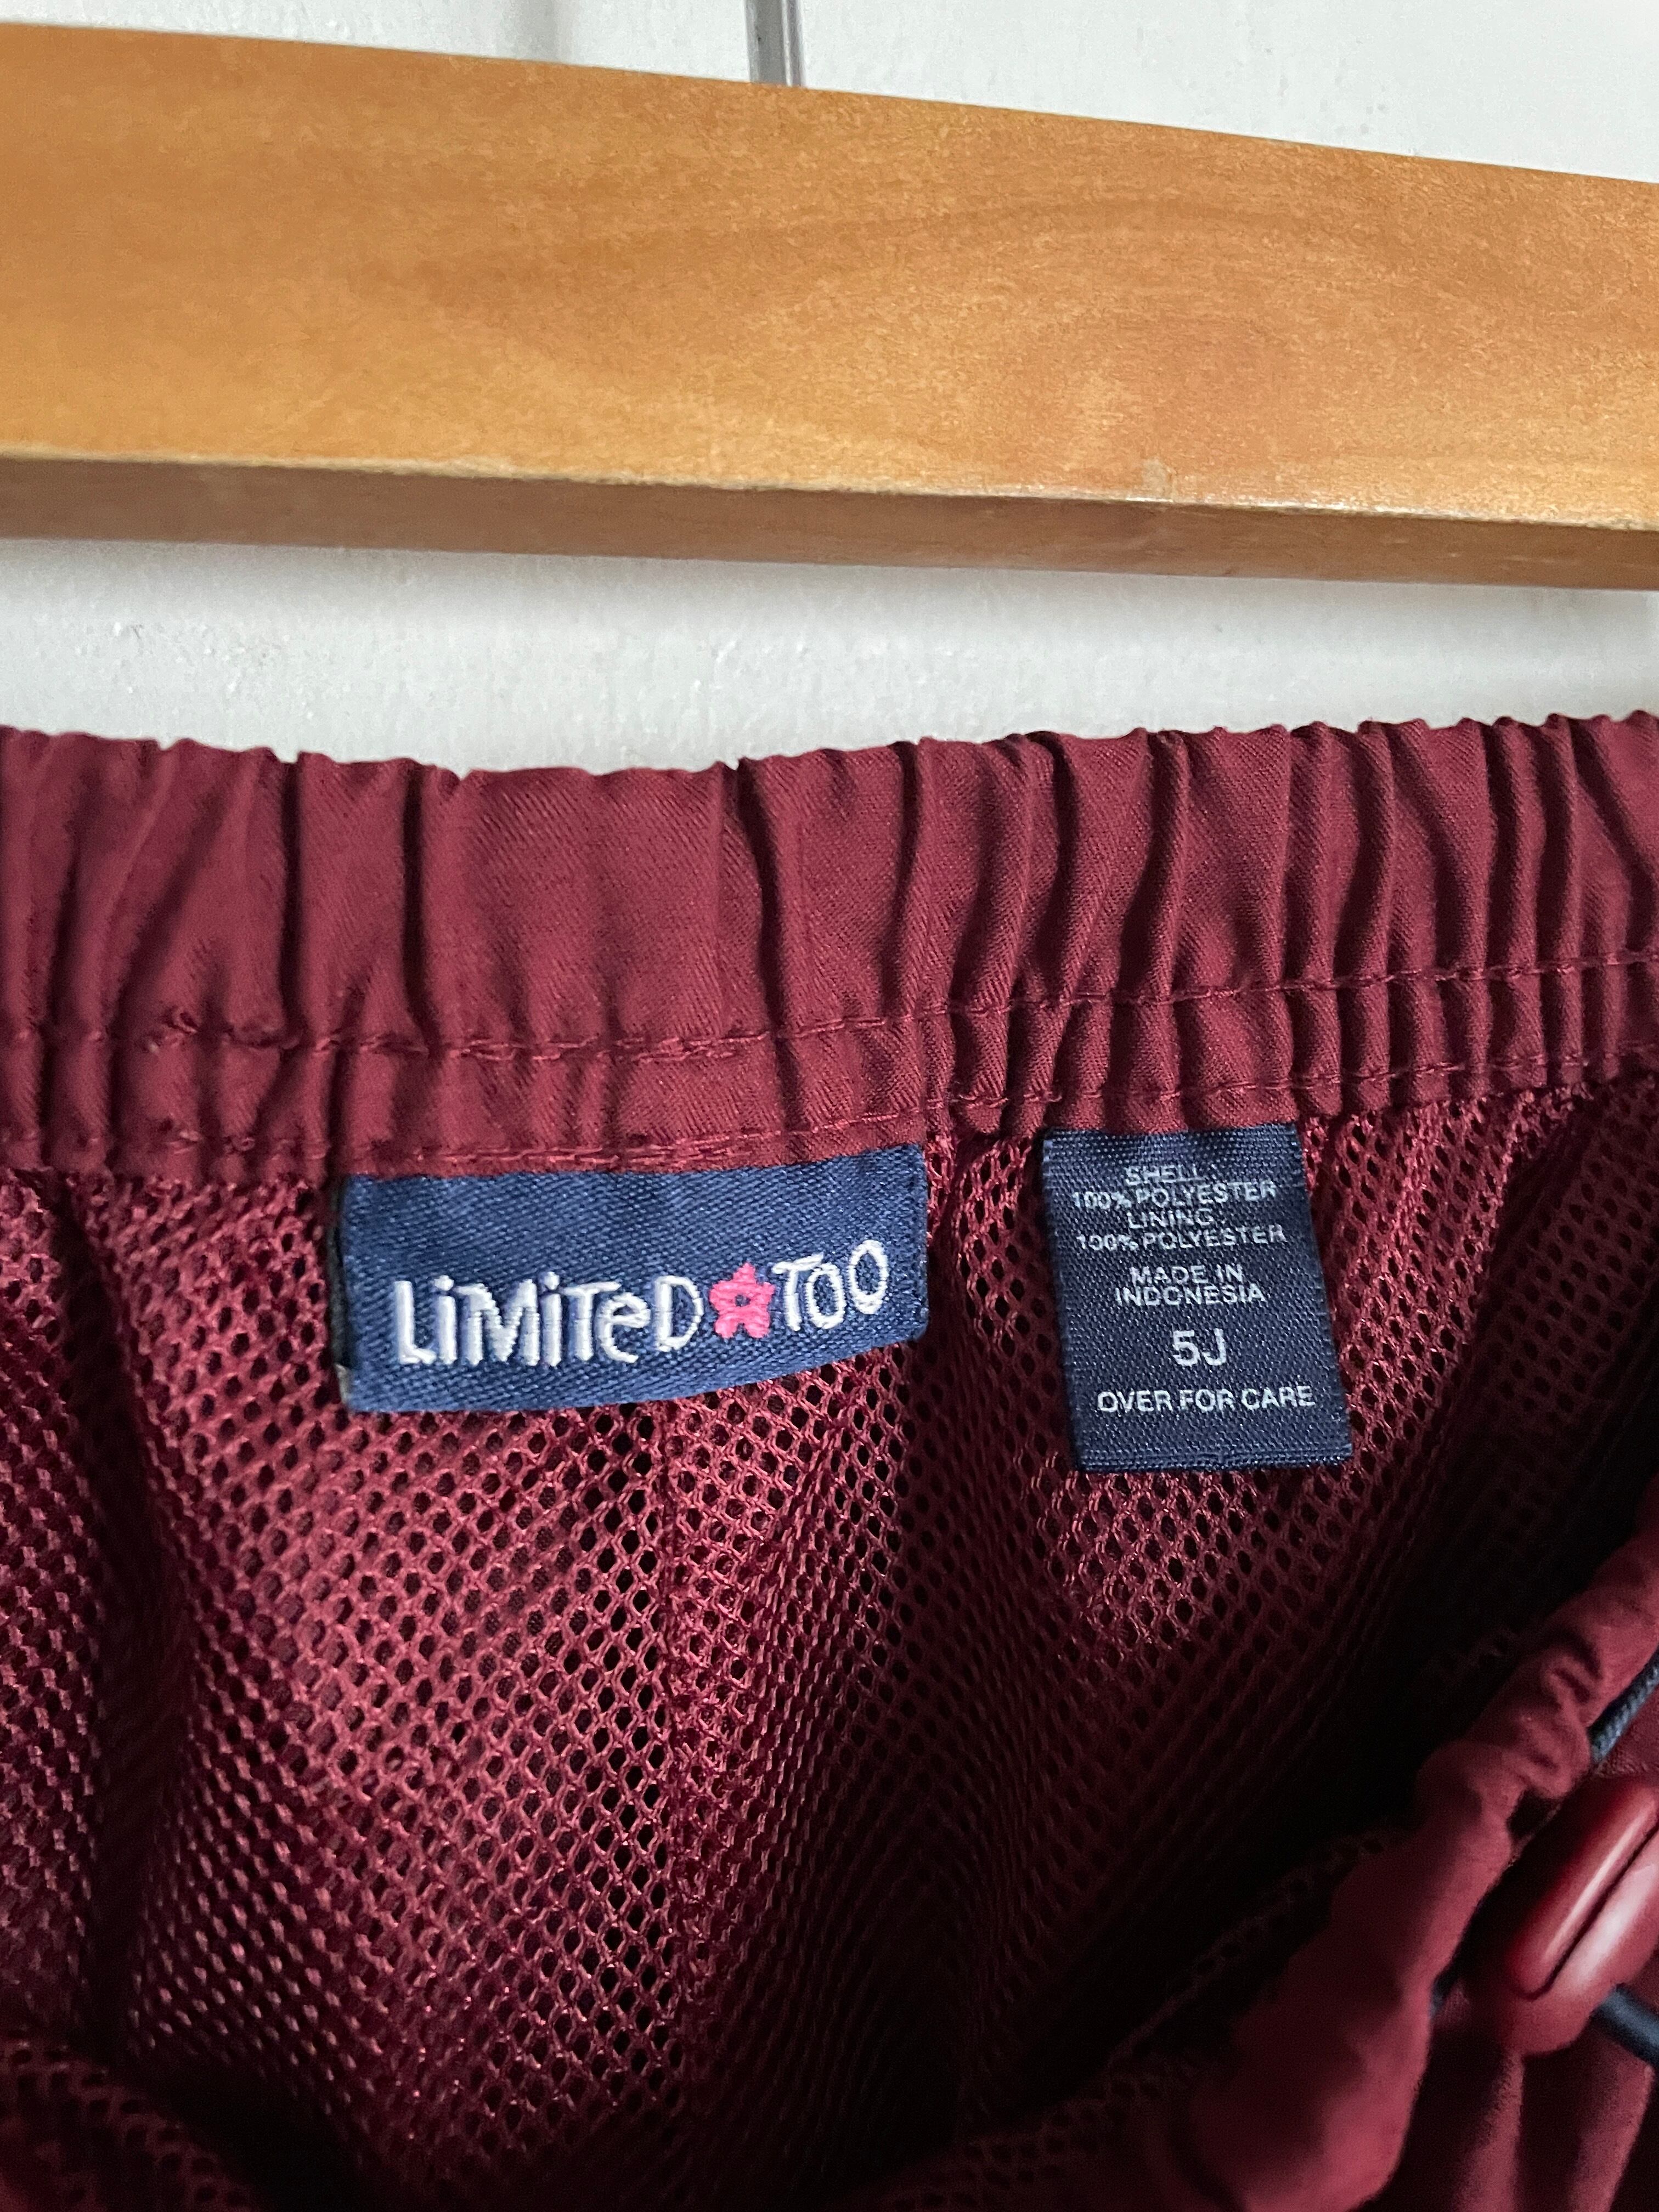 LiMiTeD TOO
SHELL:
100% POLYESTER
LINING:
100% POLYESTER
MADE IN
INDONESIA
5J
OVER FOR CARE